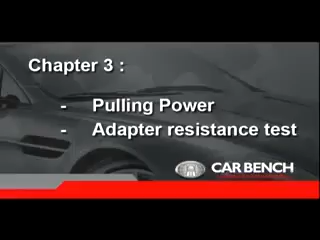 Chapter 3 :
- Pulling Power
- Adapter resistance test
CAR BENCH